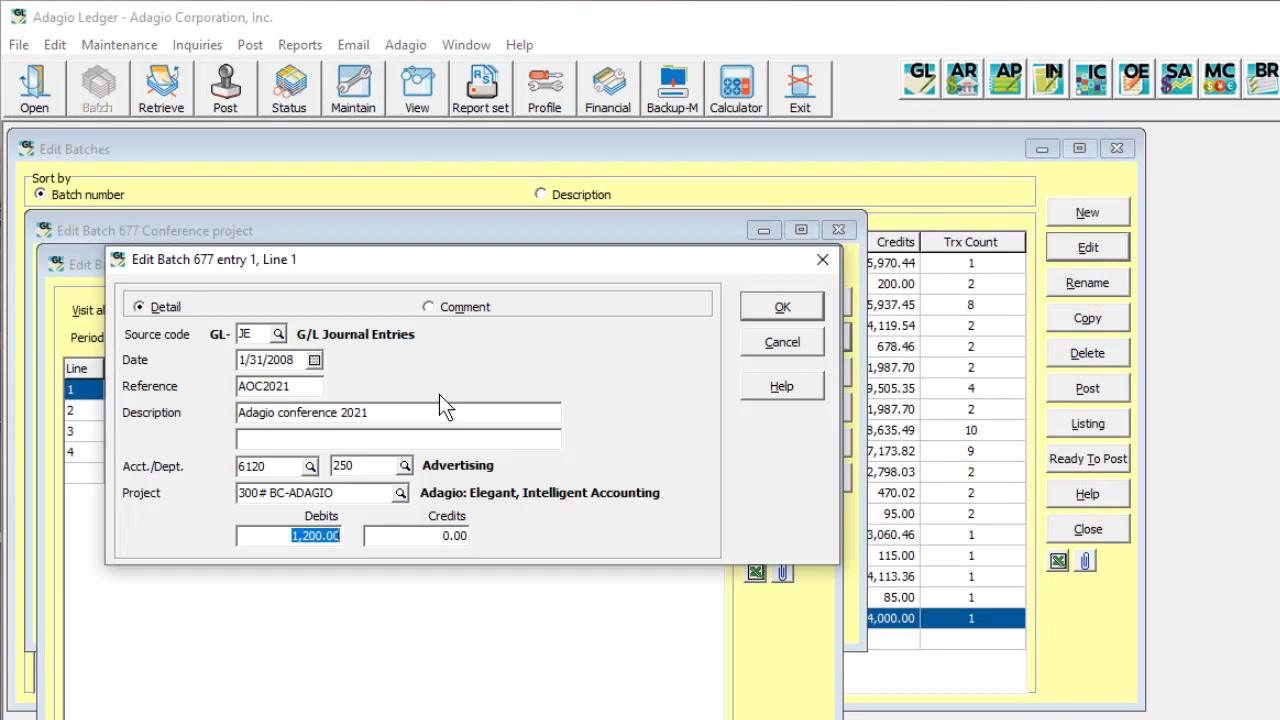 Adagio Ledger - Adagio Corporation, Inc.
File Edit Maintenance Inquiries Post Reports Email Adagio Window Help
GL AR AP IN IC OE SA MC BR
Open Batch Retrieve Post Status Maintain View Report set Profile Financial Backup-M Calculator Exit
Edit Batches
Sort by
Batch number Description
Edit Batch 677 Conference project
Edit Ba
Edit Batch 677 entry 1, Line 1
Visit al
Period
Line
1
2
3
4
Detail Comment
Source code GL- JE G/L Journal Entries
Date 1/31/2008
Reference AOC2021
Description Adagio conference 2021
Acct./Dept. 6120 250 Advertising
Project 300# BC-ADAGIO Adagio: Elegant, Intelligent Accounting
Debits Credits
1,200.00 0.00
OK
Cancel
Help
Credits Trx Count
5,970.44 1
200.00 2
5,937.45 8
4,119.54 2
678.46 2
1,987.70 2
9,505.35 4
1,987.70 2
8,635.49 10
7,173.82 9
2,798.03 2
470.02 2
95.00 2
3,060.46 1
115.00 1
4,113.36 1
85.00 1
4,000.00 1
New
Edit
Rename
Copy
Delete
Post
Listing
Ready To Post
Help
Close